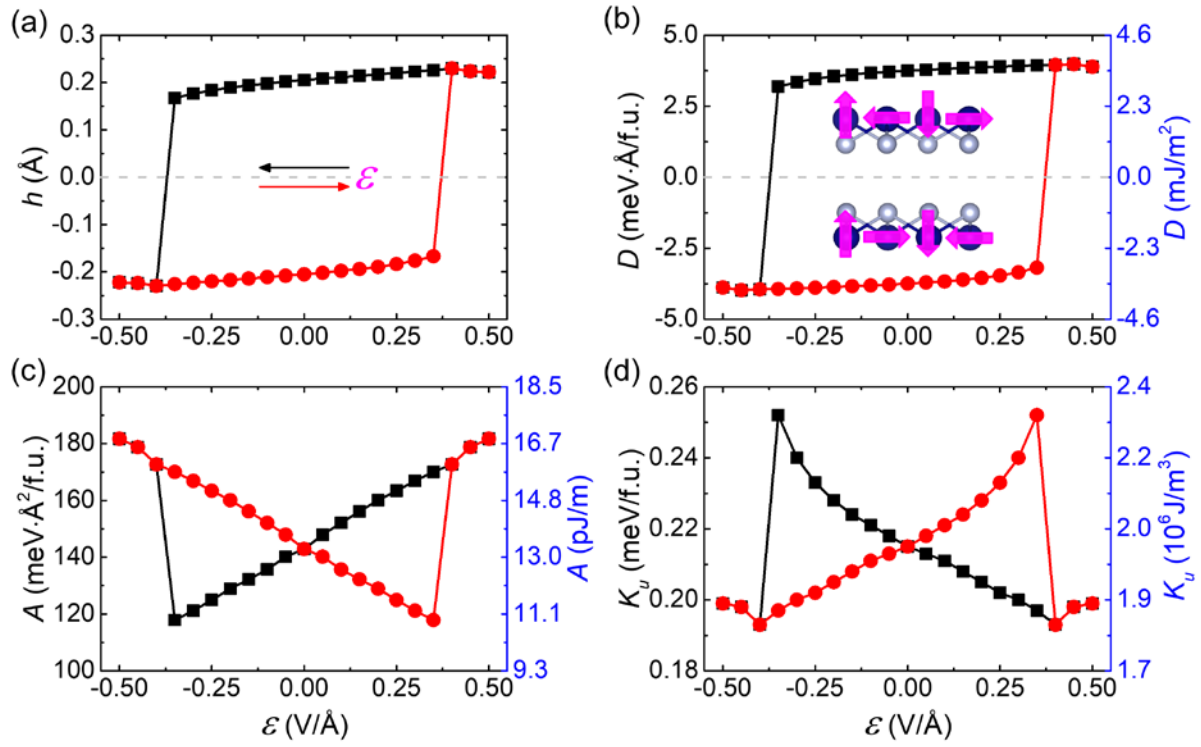 (a)
0.3
0.2
0.1
0.0
-0.1
-0.2
-0.3
h (Å)
ε
-0.50 -0.25 0.00 0.25 0.50
(b)
5.0
2.5
0.0
-2.5
-5.0
D (meV·Å/f.u.)
4.6
2.3
0.0
-2.3
-4.6
D (mJ/m²)
-0.50 -0.25 0.00 0.25 0.50
(c)
200
180
160
140
120
100
A (meV·Å²/f.u.)
18.5
16.7
14.8
13.0
11.1
9.3
A (pJ/m)
-0.50 -0.25 0.00 0.25 0.50
ε (V/Å)
(d)
0.26
0.24
0.22
0.20
0.18
Kᵤ (meV/f.u.)
2.4
2.2
2.0
1.9
1.7
Kᵤ (10⁶J/m³)
-0.50 -0.25 0.00 0.25 0.50
ε (V/Å)